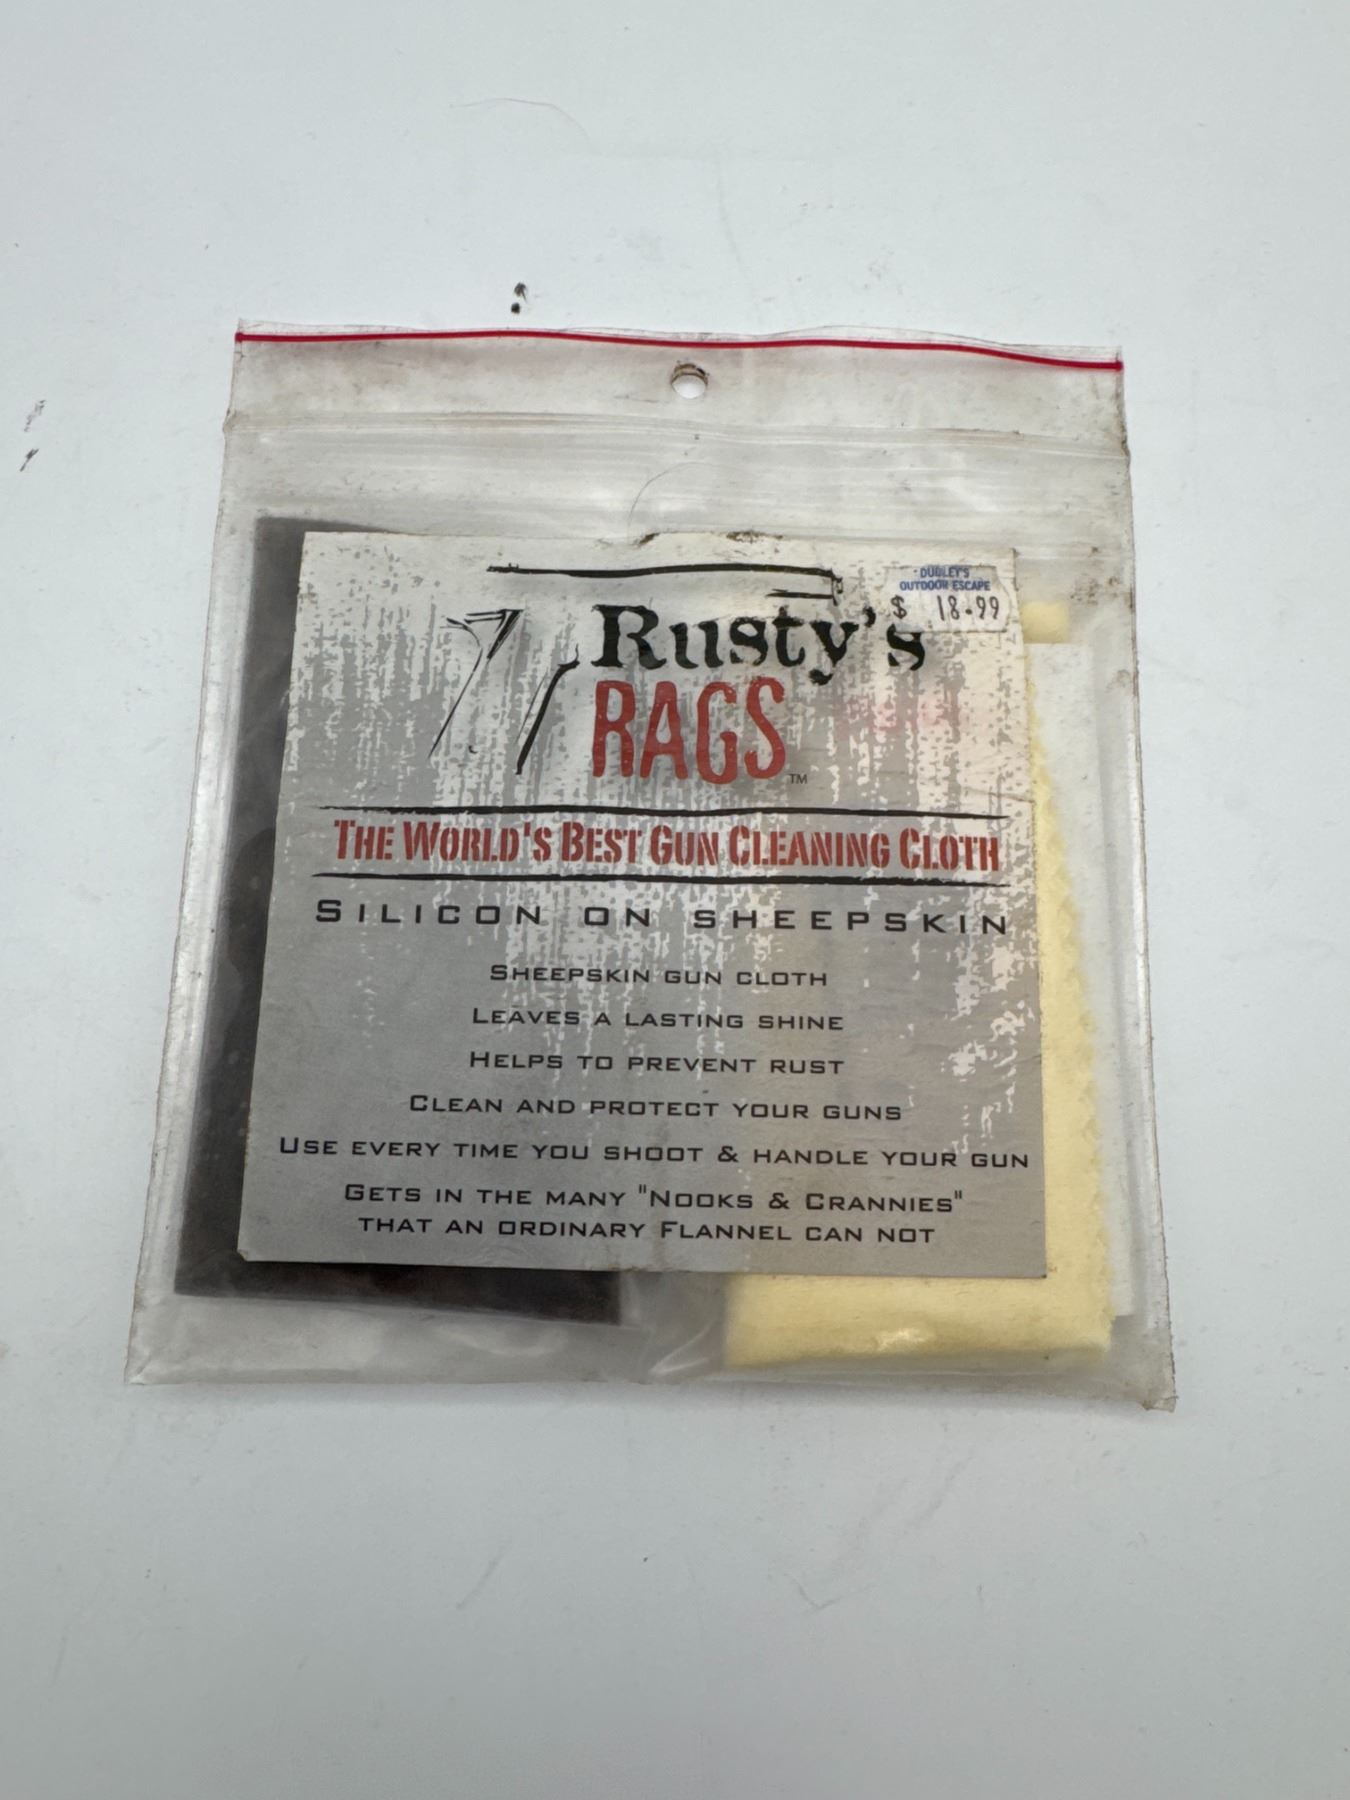 DUDLEY'S
OUTDOOR ESCAPE
$ 18.99
Rusty's
RAGS
TM
THE WORLD'S BEST GUN CLEANING CLOTH
SILICON ON SHEEPSKIN
SHEEPSKIN GUN CLOTH
LEAVES A LASTING SHINE
HELPS TO PREVENT RUST
CLEAN AND PROTECT YOUR GUNS
USE EVERY TIME YOU SHOOT & HANDLE YOUR GUN
GETS IN THE MANY "NOOKS & CRANNIES"
THAT AN ORDINARY FLANNEL CAN NOT